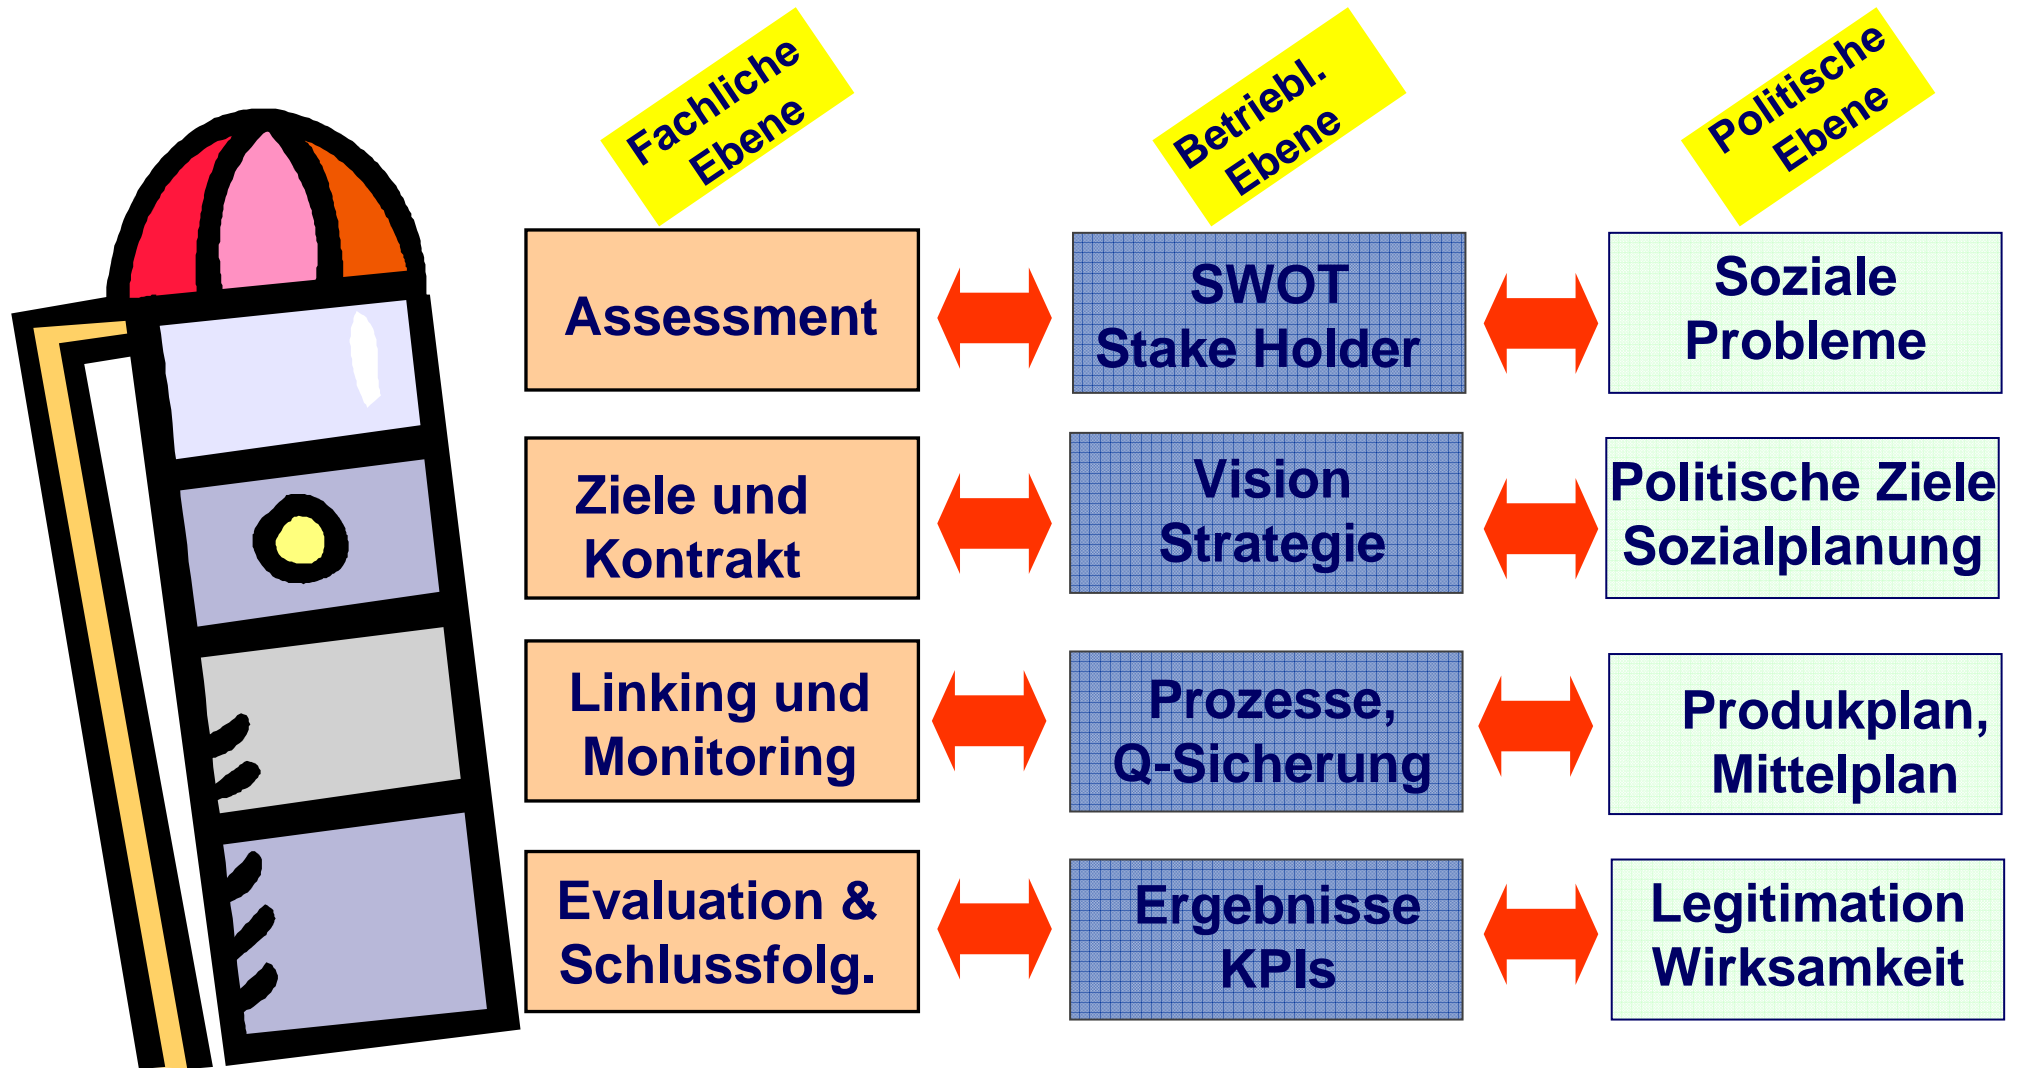 Fachliche
Ebene
Betriebl.
Ebene
Politische
Ebene
Assessment
SWOT
Stake Holder
Soziale
Probleme
Ziele und
Kontrakt
Vision
Strategie
Politische Ziele
Sozialplanung
Linking und
Monitoring
Prozesse,
Q-Sicherung
Produkplan,
Mittelplan
Evaluation &
Schlussfolg.
Ergebnisse
KPIs
Legitimation
Wirksamkeit